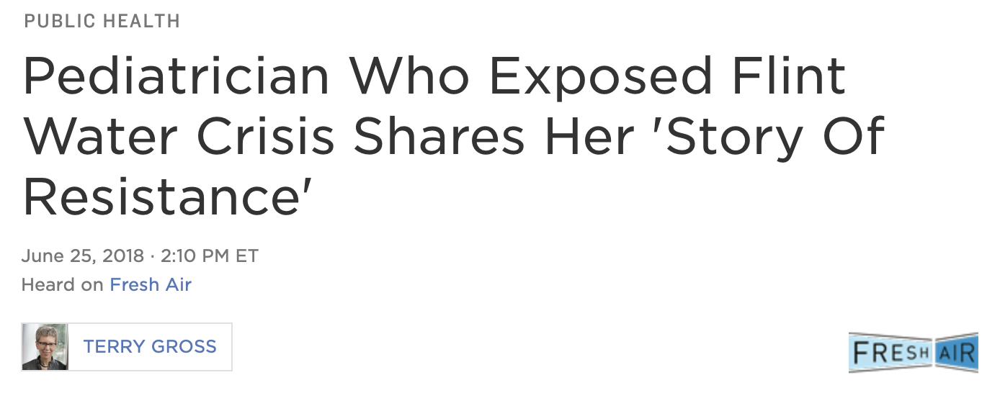 PUBLIC HEALTH
Pediatrician Who Exposed Flint
Water Crisis Shares Her 'Story Of
Resistance'
June 25, 2018 · 2:10 PM ET
Heard on Fresh Air
TERRY GROSS
FRESH AIR